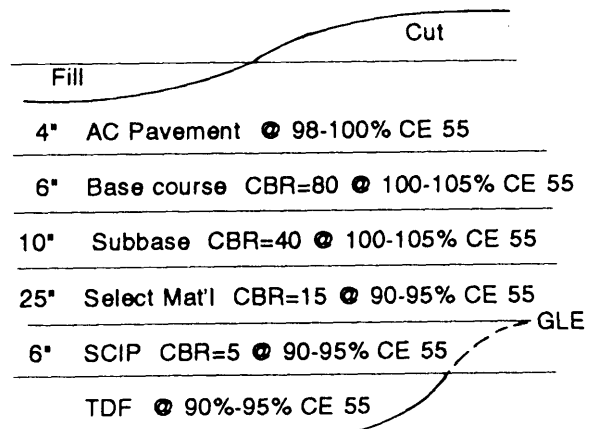 Cut
Fill
4" AC Pavement @ 98-100% CE 55
6" Base course CBR=80 @ 100-105% CE 55
10" Subbase CBR=40 @ 100-105% CE 55
25" Select Mat'l CBR=15 @ 90-95% CE 55
GLE
6" SCIP CBR=5 @ 90-95% CE 55
TDF @ 90%-95% CE 55